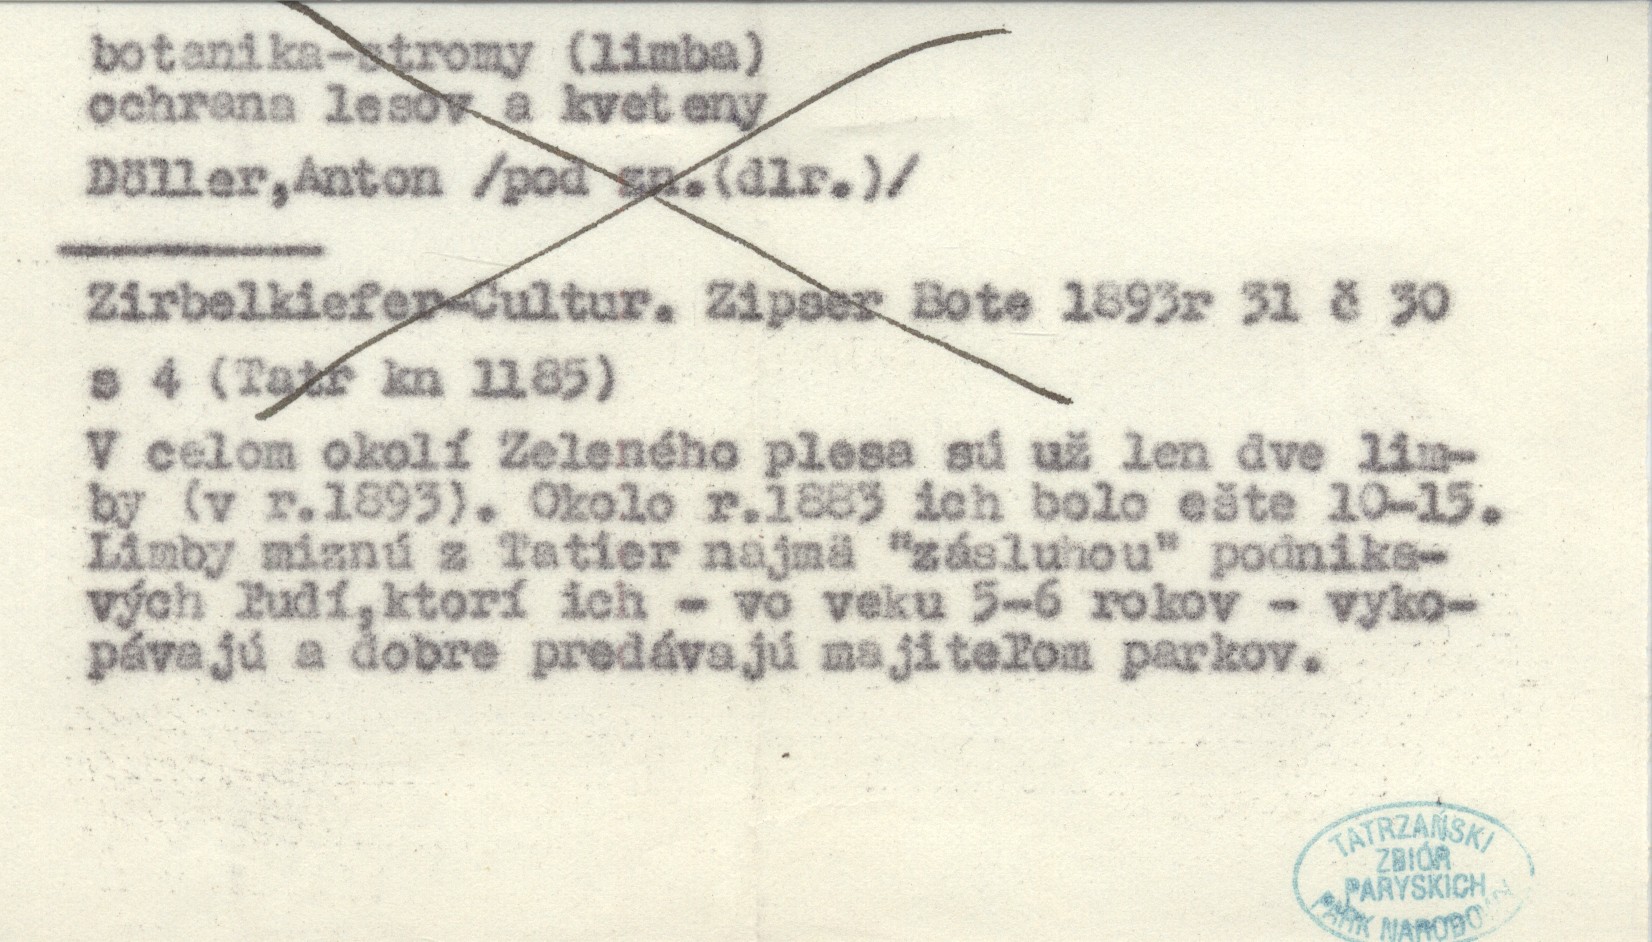 botanika-stromy (limba)
ochrana lesov a kveteny
Döller,Anton /pod zn.(dlr.)/
Zirbelkiefer-Cultur. Zipser Bote 1893r 31 č 30
s 4 (Tatr kn 1185)
V celom okolí Zeleného plesa sú už len dve lim-
by (v r.1893). Okolo r.1883 ich bolo ešte 10-15.
Limby miznú z Tatier najmä "zásluhou" podnika-
vých ľudí,ktorí ich - vo veku 5-6 rokov - vyko-
pávajú a dobre predávajú majiteľom parkov.
TATRZAŃSKI
ZBIÓR
PARYSKICH
PARK NARODOWY